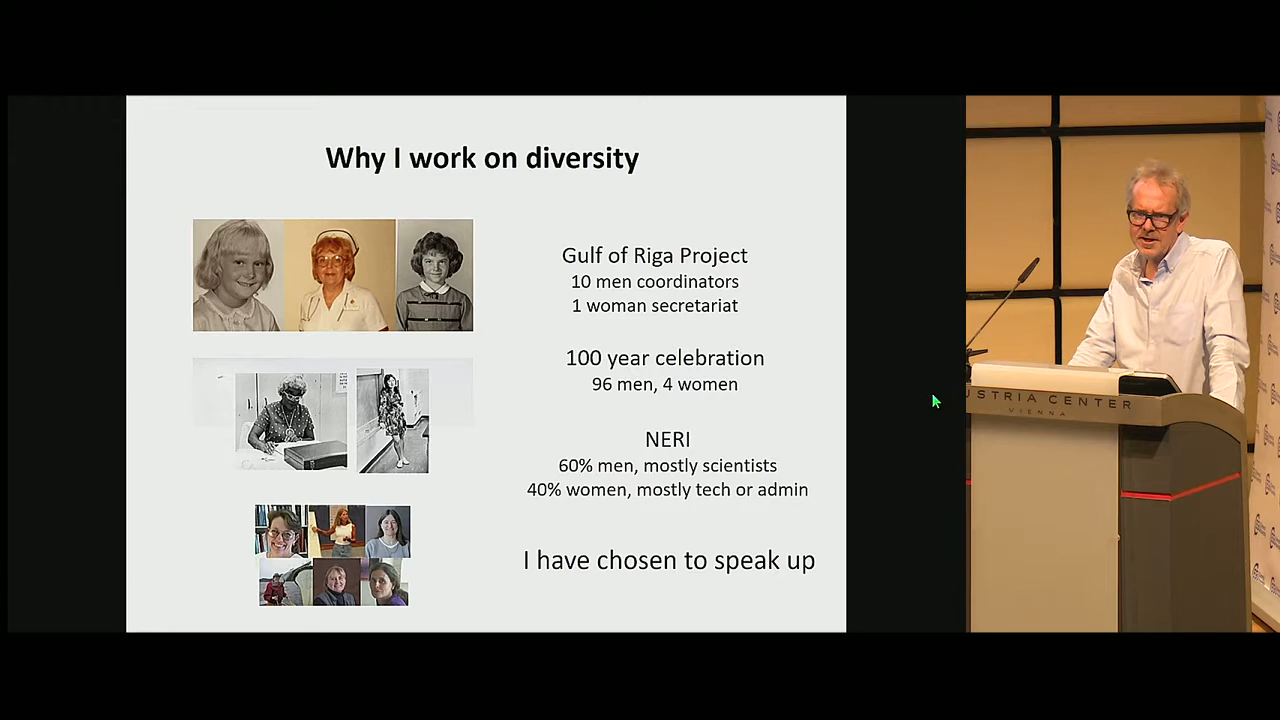 Why I work on diversity
Gulf of Riga Project
10 men coordinators
1 woman secretariat
100 year celebration
96 men, 4 women
NERI
60% men, mostly scientists
40% women, mostly tech or admin
I have chosen to speak up
USTRIA CENTER
VIENNA